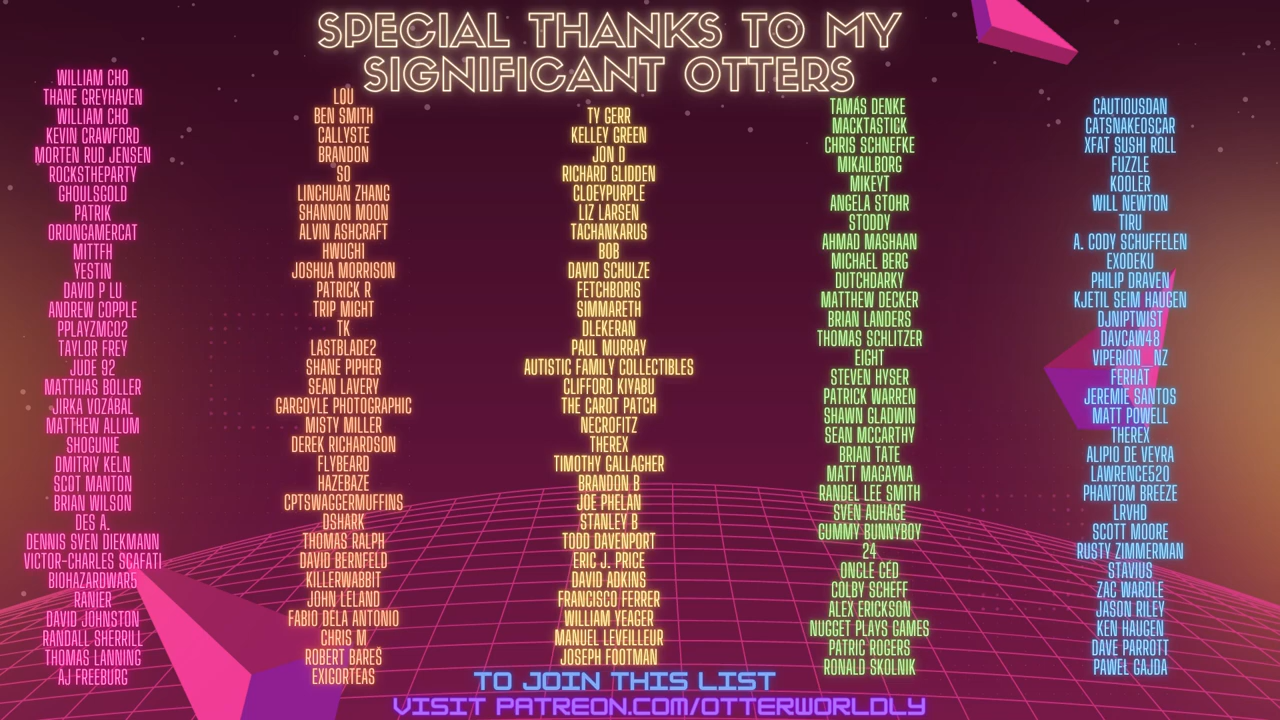 SPECIAL THANKS TO MY
SIGNIFICANT OTTERS
WILLIAM CHO
THANE GREYHAVEN
WILLIAM CHO
KEVIN CRAWFORD
MORTEN RUD JENSEN
ROCKSTHEPARTY
GHOULSGOLD
PATRIK
ORIONGAMERCAT
MITTFH
YESTIN
DAVID P LU
ANDREW COPPLE
PPLAYZMC02
TAYLOR FREY
JUDE 92
MATTHIAS BOLLER
JIRKA VOZÁBAL
MATTHEW ALLUM
SHOGUNIE
DMITRIY KELN
SCOT MANTON
BRIAN WILSON
DES A.
DENNIS SVEN DIEKMANN
VICTOR-CHARLES SCAFATI
BIOHAZARDWAR5
RANIER
DAVID JOHNSTON
RANDALL SHERRILL
THOMAS LANNING
AJ FREEBURG
LOU
BEN SMITH
CALLYSTE
BRANDON
SO
LINCHUAN ZHANG
SHANNON MOON
ALVIN ASHCRAFT
HWUGHT
JOSHUA MORRISON
PATRICK R
TRIP MIGHT
TK
LASTBLADE2
SHANE PIPHER
SEAN LAVERY
GARGOYLE PHOTOGRAPHIC
MISTY MILLER
DEREK RICHARDSON
FLYBEARD
HAZEBAZE
CPTSWAGGERMUFFINS
DSHARK
THOMAS RALPH
DAVID BERNFELD
KILLERWABBIT
JOHN LELAND
FABIO DELA ANTONIO
CHRIS M
ROBERT BAREŠ
EXIGORTEAS
TY GERR
KELLEY GREEN
JON D
RICHARD GLIDDEN
CLOEYPURPLE
LIZ LARSEN
TACHANKARUS
BOB
DAVID SCHULZE
FETCHBORIS
SIMMARETH
DLEKERAN
PAUL MURRAY
AUTISTIC FAMILY COLLECTIBLES
CLIFFORD KIYABU
THE CAROT PATCH
NECROFITZ
THEREX
TIMOTHY GALLAGHER
BRANDON B
JOE PHELAN
STANLEY B
TODD DAVENPORT
ERIC J. PRICE
DAVID ADKINS
FRANCISCO FERRER
WILLIAM YEAGER
MANUEL LEVEILLEUR
JOSEPH FOOTMAN
TAMÁS DENKE
MACKTASTICK
CHRIS SCHNEFKE
MIKAILBORG
MIKEYT
ANGELA STOHR
STODDY
AHMAD MASHAAN
MICHAEL BERG
DUTCHDARKY
MATTHEW DECKER
BRIAN LANDERS
THOMAS SCHLITZER
EIGHT
STEVEN HYSER
PATRICK WARREN
SHAWN GLADWIN
SEAN MCCARTHY
BRIAN TATE
MATT MAGAYNA
RANDEL LEE SMITH
SVEN AUHAGE
GUMMY BUNNYBOY
24
ONCLE CED
COLBY SCHEFF
ALEX ERICKSON
NUGGET PLAYS GAMES
PATRIC ROGERS
RONALD SKOLNIK
CAUTIOUSDAN
CATSNAKEOSCAR
XFAT SUSHI ROLL
FUZZLE
KOOLER
WILL NEWTON
TIRU
A. CODY SCHUFFELEN
EXODEKU
PHILIP DRAVEN
KJETIL SEIM HAUGEN
DJNIPTWIST
DAVCAW48
VIPERION__NZ
FERHAT
JEREMIE SANTOS
MATT POWELL
THEREX
ALIPIO DE VEYRA
LAWRENCE520
PHANTOM BREEZE
LRVHD
SCOTT MOORE
RUSTY ZIMMERMAN
STAVIUS
ZAC WARDLE
JASON RILEY
KEN HAUGEN
DAVE PARROTT
PAWEL GAJDA
TO JOIN THIS LIST
VISIT PATREON.COM/OTTERWORLDLY